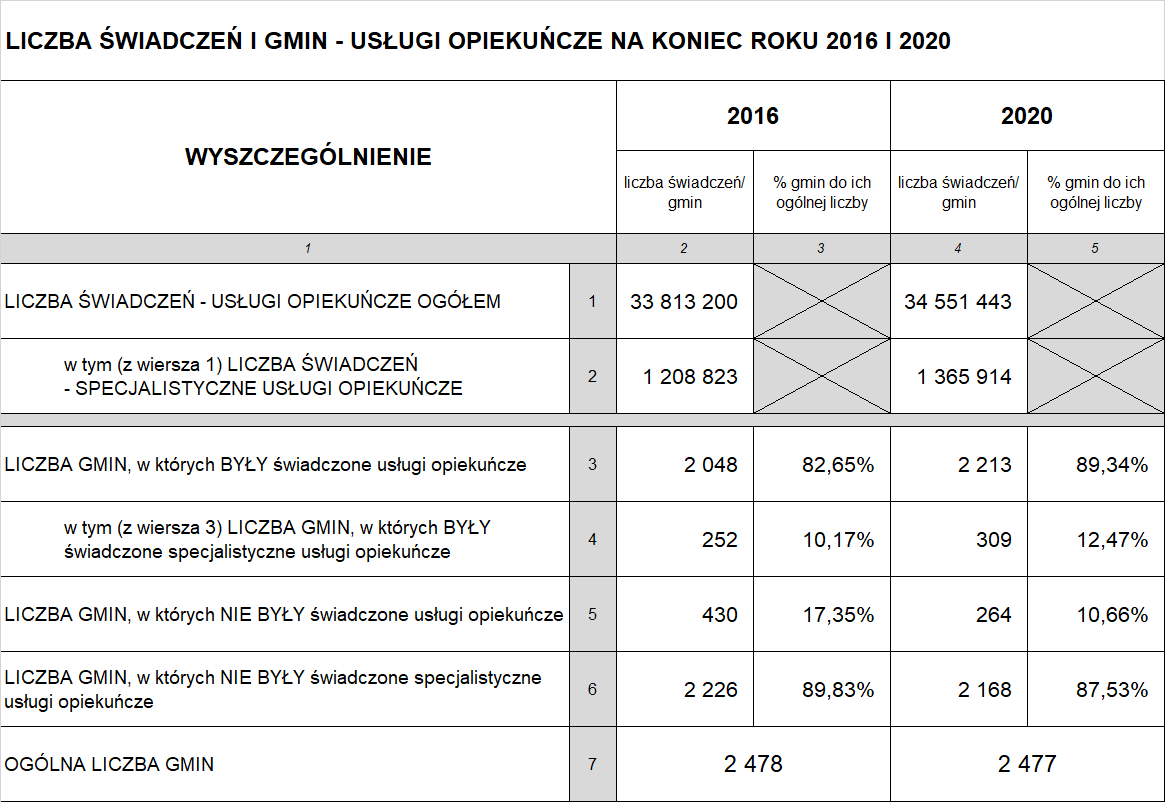 LICZBA ŚWIADCZEŃ I GMIN - USŁUGI OPIEKUŃCZE NA KONIEC ROKU 2016 I 2020
WYSZCZEGÓLNIENIE
2016
2020
liczba świadczeń/
gmin
% gmin do ich
ogólnej liczby
liczba świadczeń/
gmin
% gmin do ich
ogólnej liczby
1 2 3 4 5
LICZBA ŚWIADCZEŃ - USŁUGI OPIEKUŃCZE OGÓŁEM 1 33 813 200 34 551 443
w tym (z wiersza 1) LICZBA ŚWIADCZEŃ
- SPECJALISTYCZNE USŁUGI OPIEKUŃCZE 2 1 208 823 1 365 914
LICZBA GMIN, w których BYŁY świadczone usługi opiekuńcze 3 2 048 82,65% 2 213 89,34%
w tym (z wiersza 3) LICZBA GMIN, w których BYŁY
świadczone specjalistyczne usługi opiekuńcze 4 252 10,17% 309 12,47%
LICZBA GMIN, w których NIE BYŁY świadczone usługi opiekuńcze 5 430 17,35% 264 10,66%
LICZBA GMIN, w których NIE BYŁY świadczone specjalistyczne
usługi opiekuńcze 6 2 226 89,83% 2 168 87,53%
OGÓLNA LICZBA GMIN 7 2 478 2 477